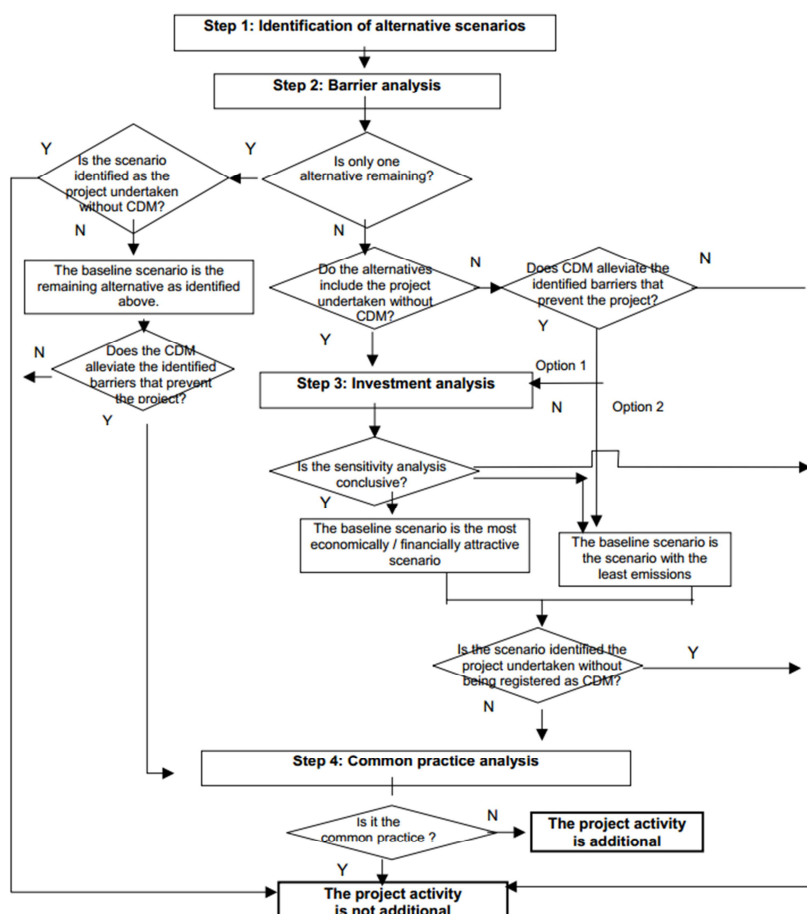 Step 1: Identification of alternative scenarios
Step 2: Barrier analysis
Y
Y
Is the scenario
identified as the
project undertaken
without CDM?
Is only one
alternative remaining?
N
N
The baseline scenario is the
remaining alternative as identified
above.
Do the alternatives
include the project
undertaken without
CDM?
N
Does CDM alleviate the
identified barriers that
prevent the project?
N
Y
Y
N
Does the CDM
alleviate the identified
barriers that prevent
the project?
Y
Option 1
Step 3: Investment analysis
N
Option 2
Is the sensitivity analysis
conclusive?
Y
The baseline scenario is the most
economically / financially attractive
scenario
The baseline scenario is
the scenario with the
least emissions
Is the scenario identified the
project undertaken without
being registered as CDM?
Y
N
Step 4: Common practice analysis
Is it the
common practice ?
N
The project activity
is additional
Y
The project activity
is not additional